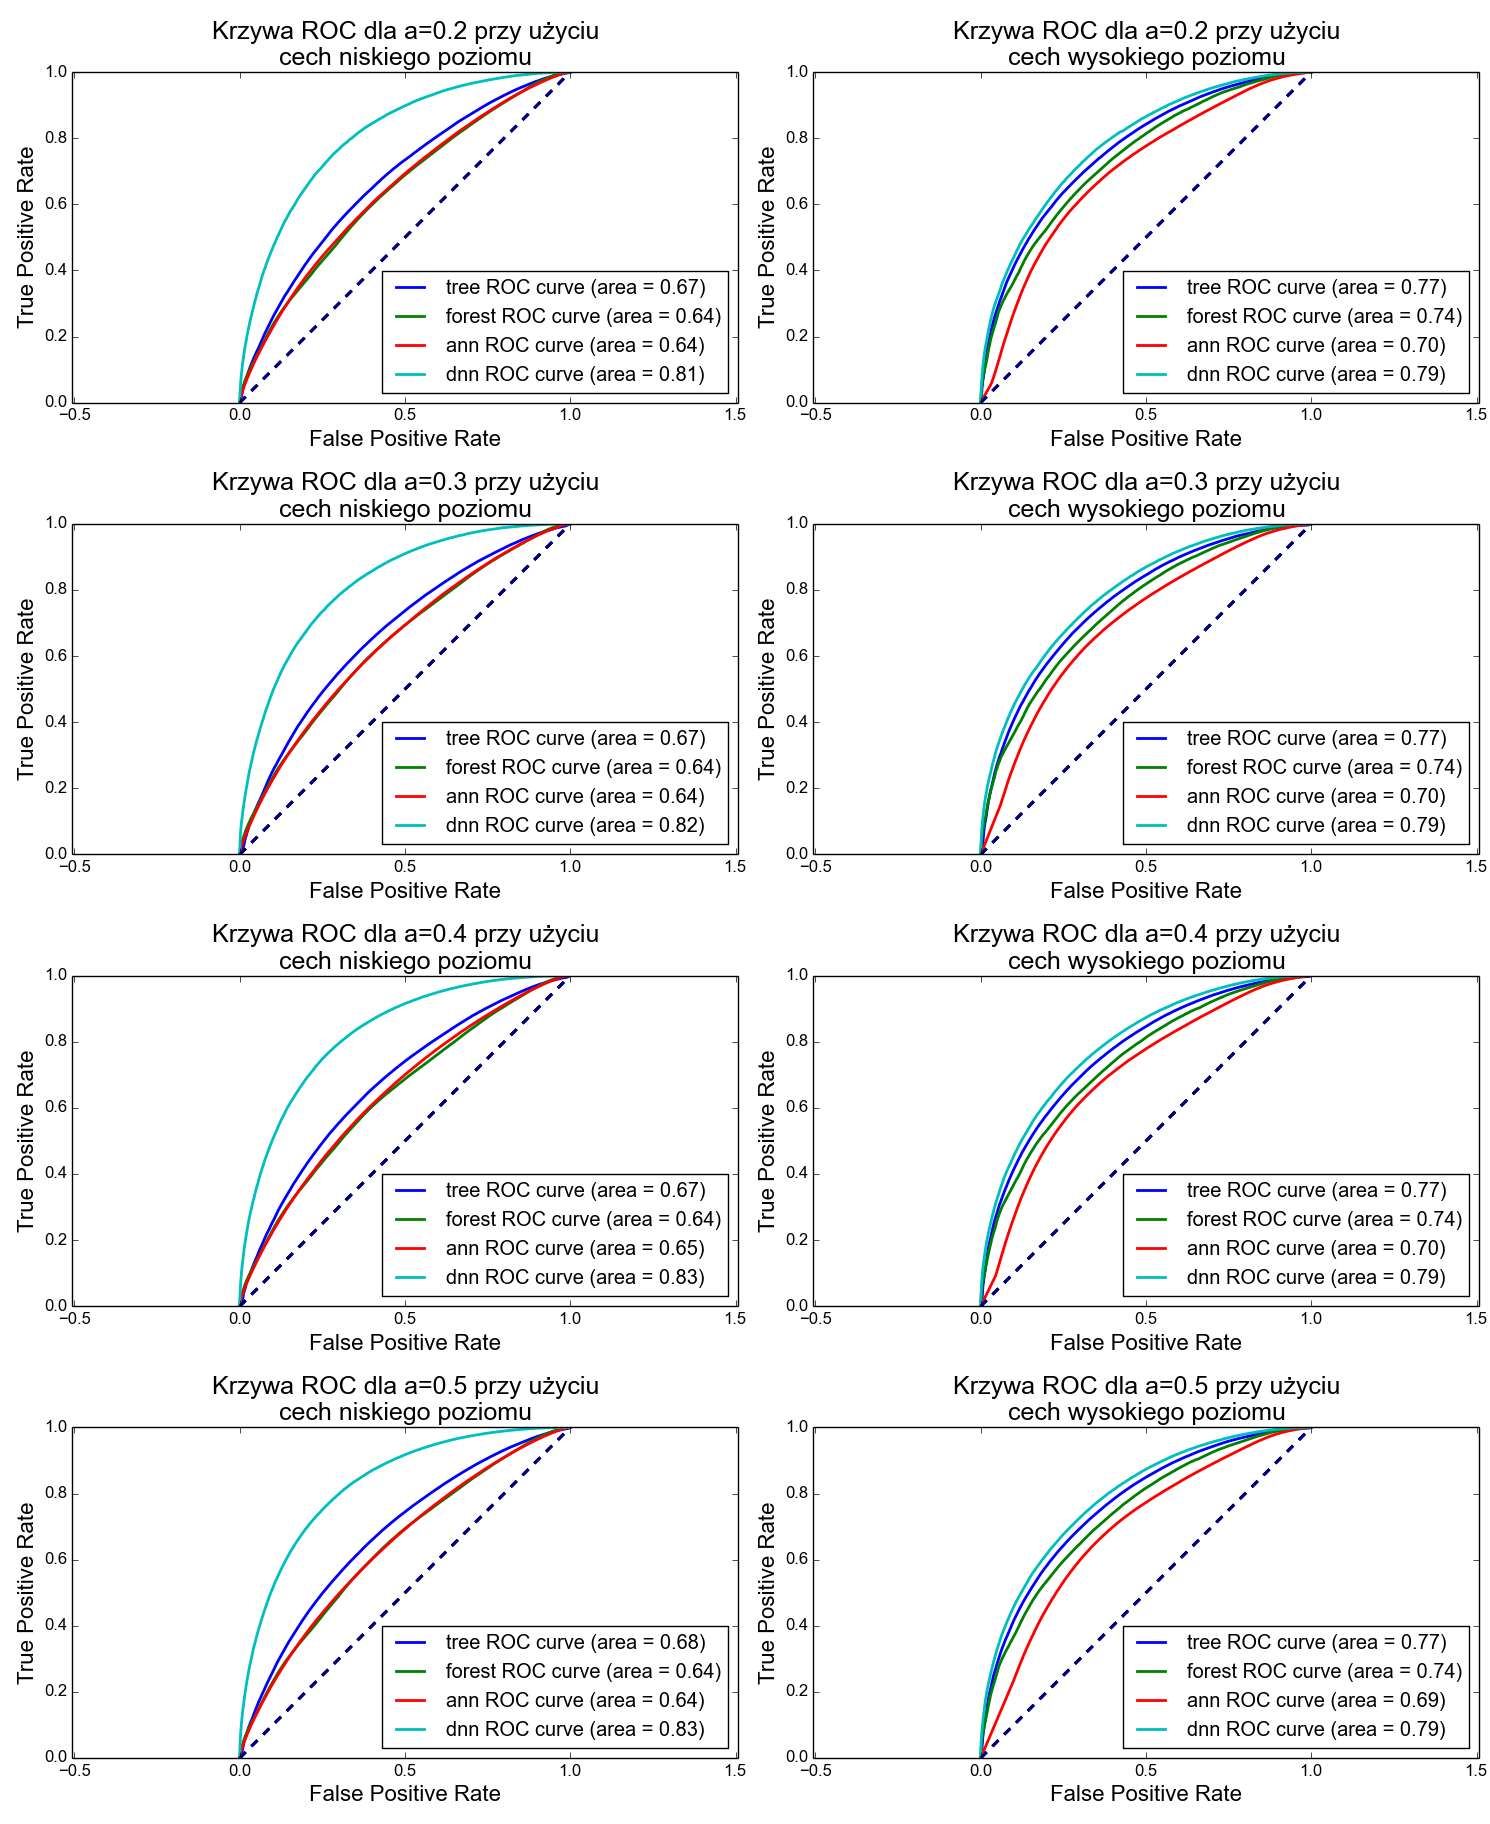 Krzywa ROC dla a=0.2 przy użyciu
cech niskiego poziomu
1.0
0.8
0.6
0.4
0.2
0.0
−0.5
0.0
0.5
1.0
1.5
True Positive Rate
False Positive Rate
tree ROC curve (area = 0.67)
forest ROC curve (area = 0.64)
ann ROC curve (area = 0.64)
dnn ROC curve (area = 0.81)
Krzywa ROC dla a=0.2 przy użyciu
cech wysokiego poziomu
1.0
0.8
0.6
0.4
0.2
0.0
−0.5
0.0
0.5
1.0
1.5
True Positive Rate
False Positive Rate
tree ROC curve (area = 0.77)
forest ROC curve (area = 0.74)
ann ROC curve (area = 0.70)
dnn ROC curve (area = 0.79)
Krzywa ROC dla a=0.3 przy użyciu
cech niskiego poziomu
1.0
0.8
0.6
0.4
0.2
0.0
−0.5
0.0
0.5
1.0
1.5
True Positive Rate
False Positive Rate
tree ROC curve (area = 0.67)
forest ROC curve (area = 0.64)
ann ROC curve (area = 0.64)
dnn ROC curve (area = 0.82)
Krzywa ROC dla a=0.3 przy użyciu
cech wysokiego poziomu
1.0
0.8
0.6
0.4
0.2
0.0
−0.5
0.0
0.5
1.0
1.5
True Positive Rate
False Positive Rate
tree ROC curve (area = 0.77)
forest ROC curve (area = 0.74)
ann ROC curve (area = 0.70)
dnn ROC curve (area = 0.79)
Krzywa ROC dla a=0.4 przy użyciu
cech niskiego poziomu
1.0
0.8
0.6
0.4
0.2
0.0
−0.5
0.0
0.5
1.0
1.5
True Positive Rate
False Positive Rate
tree ROC curve (area = 0.67)
forest ROC curve (area = 0.64)
ann ROC curve (area = 0.65)
dnn ROC curve (area = 0.83)
Krzywa ROC dla a=0.4 przy użyciu
cech wysokiego poziomu
1.0
0.8
0.6
0.4
0.2
0.0
−0.5
0.0
0.5
1.0
1.5
True Positive Rate
False Positive Rate
tree ROC curve (area = 0.77)
forest ROC curve (area = 0.74)
ann ROC curve (area = 0.70)
dnn ROC curve (area = 0.79)
Krzywa ROC dla a=0.5 przy użyciu
cech niskiego poziomu
1.0
0.8
0.6
0.4
0.2
0.0
−0.5
0.0
0.5
1.0
1.5
True Positive Rate
False Positive Rate
tree ROC curve (area = 0.68)
forest ROC curve (area = 0.64)
ann ROC curve (area = 0.64)
dnn ROC curve (area = 0.83)
Krzywa ROC dla a=0.5 przy użyciu
cech wysokiego poziomu
1.0
0.8
0.6
0.4
0.2
0.0
−0.5
0.0
0.5
1.0
1.5
True Positive Rate
False Positive Rate
tree ROC curve (area = 0.77)
forest ROC curve (area = 0.74)
ann ROC curve (area = 0.69)
dnn ROC curve (area = 0.79)